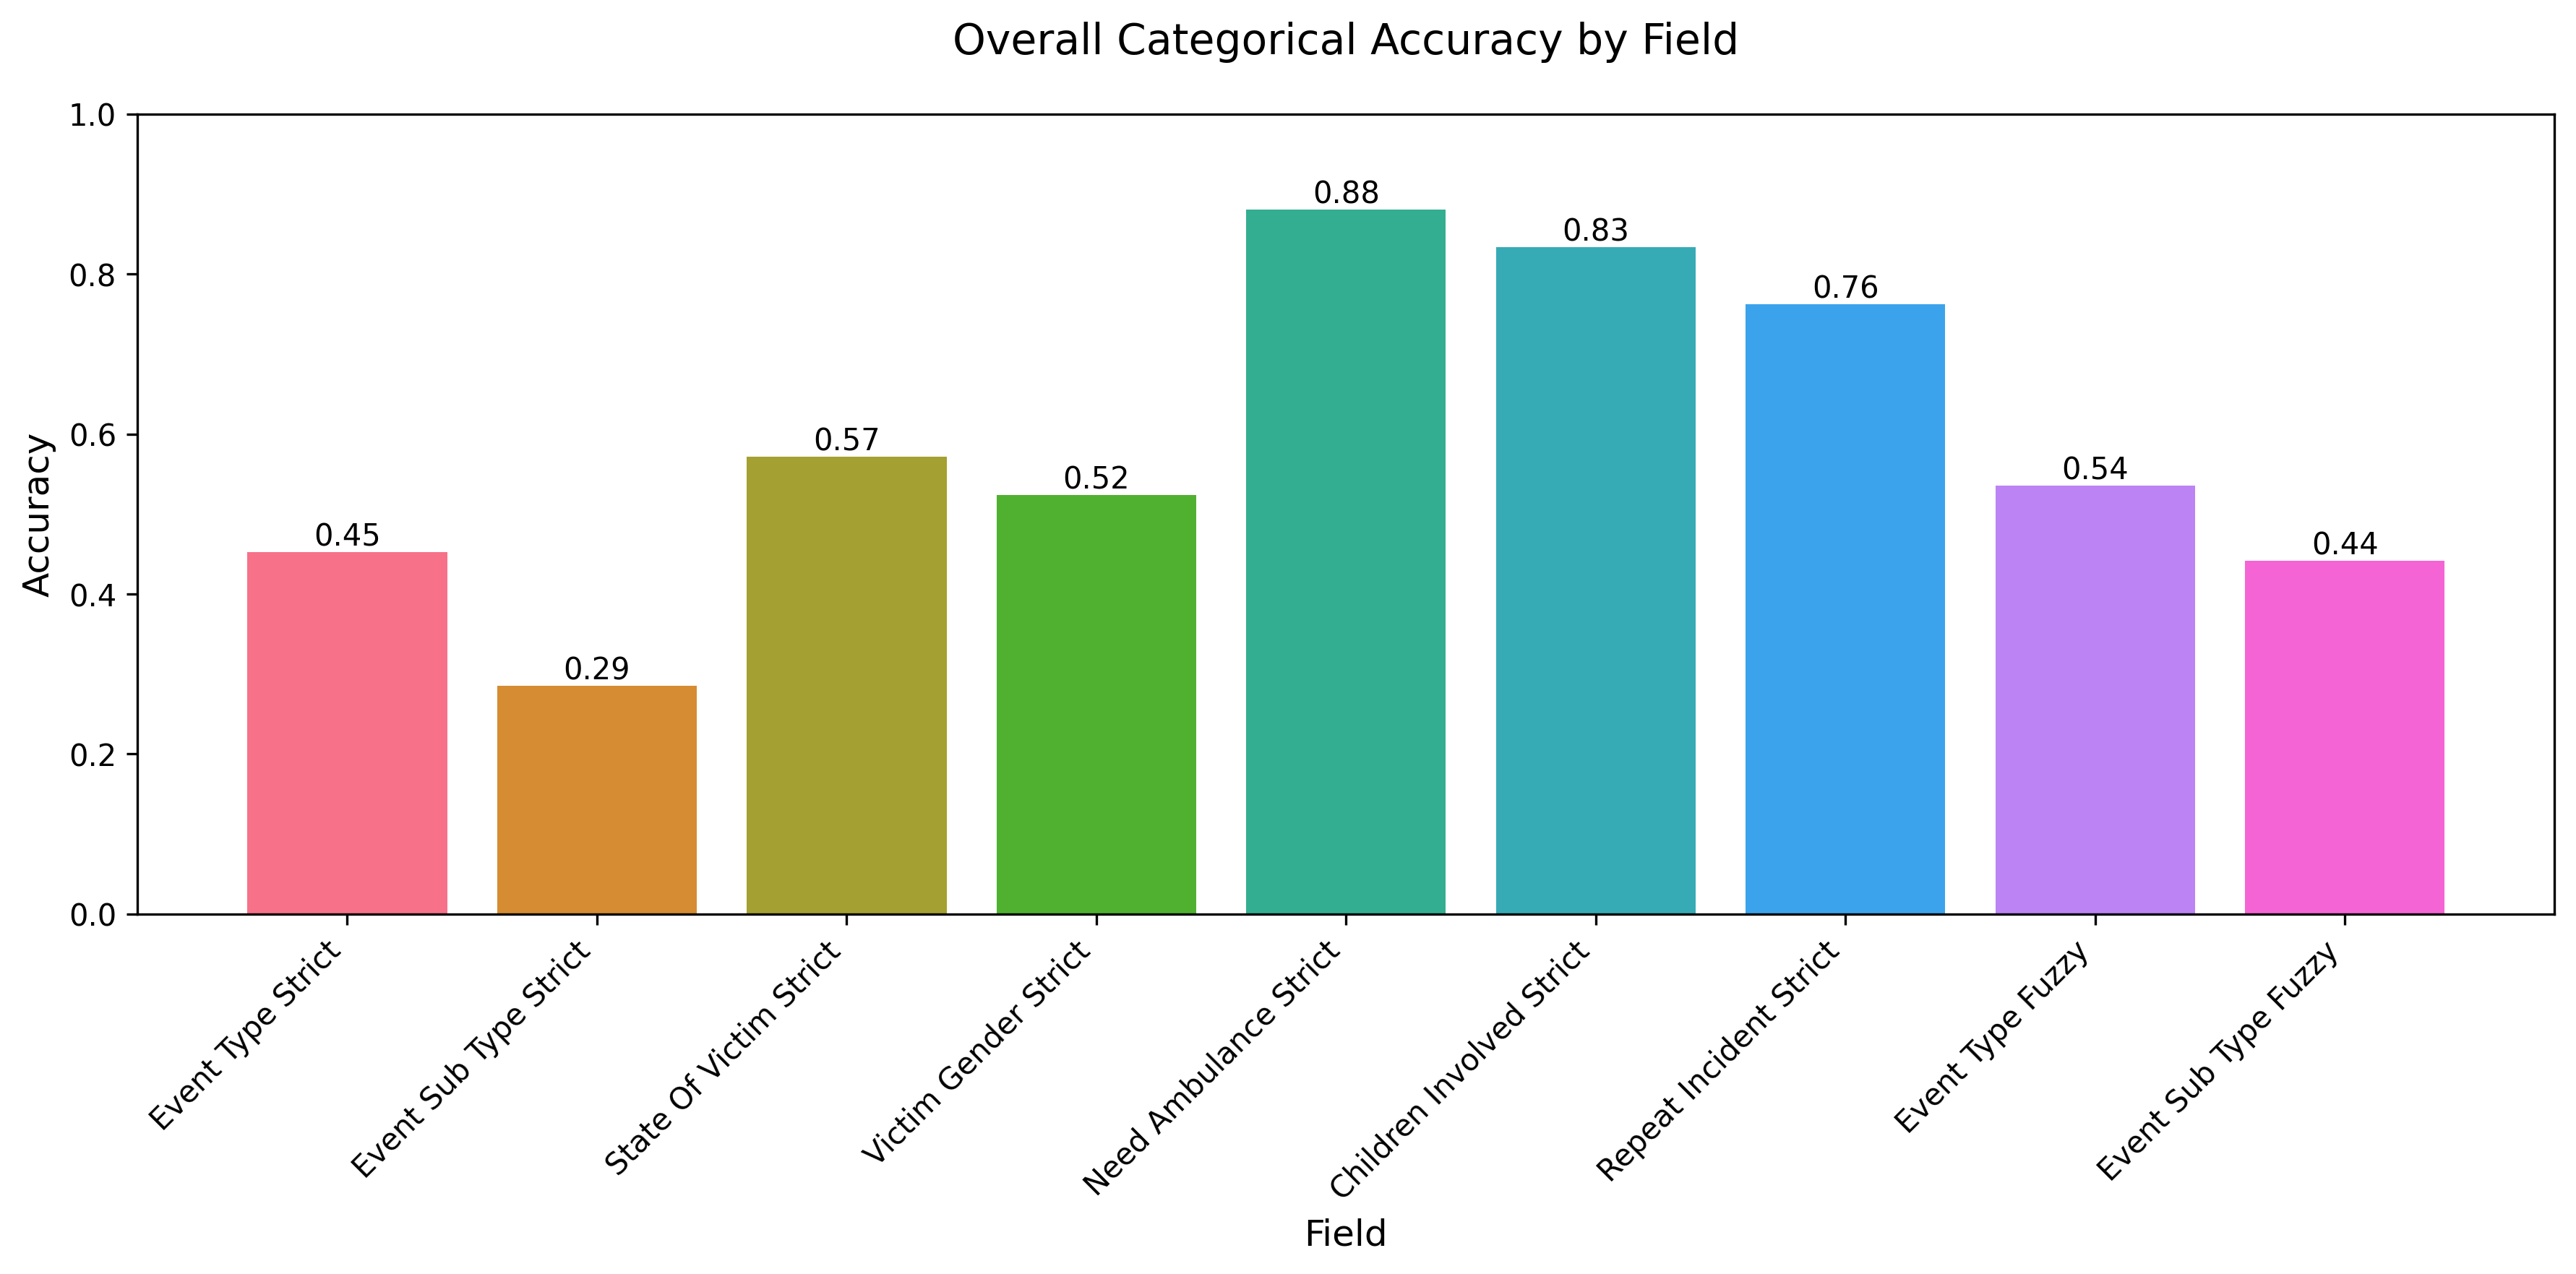 Overall Categorical Accuracy by Field
1.0
0.8
0.6
0.4
0.2
0.0
Accuracy
0.45
0.29
0.57
0.52
0.88
0.83
0.76
0.54
0.44
Event Type Strict
Event Sub Type Strict
State Of Victim Strict
Victim Gender Strict
Need Ambulance Strict
Children Involved Strict
Repeat Incident Strict
Event Type Fuzzy
Event Sub Type Fuzzy
Field